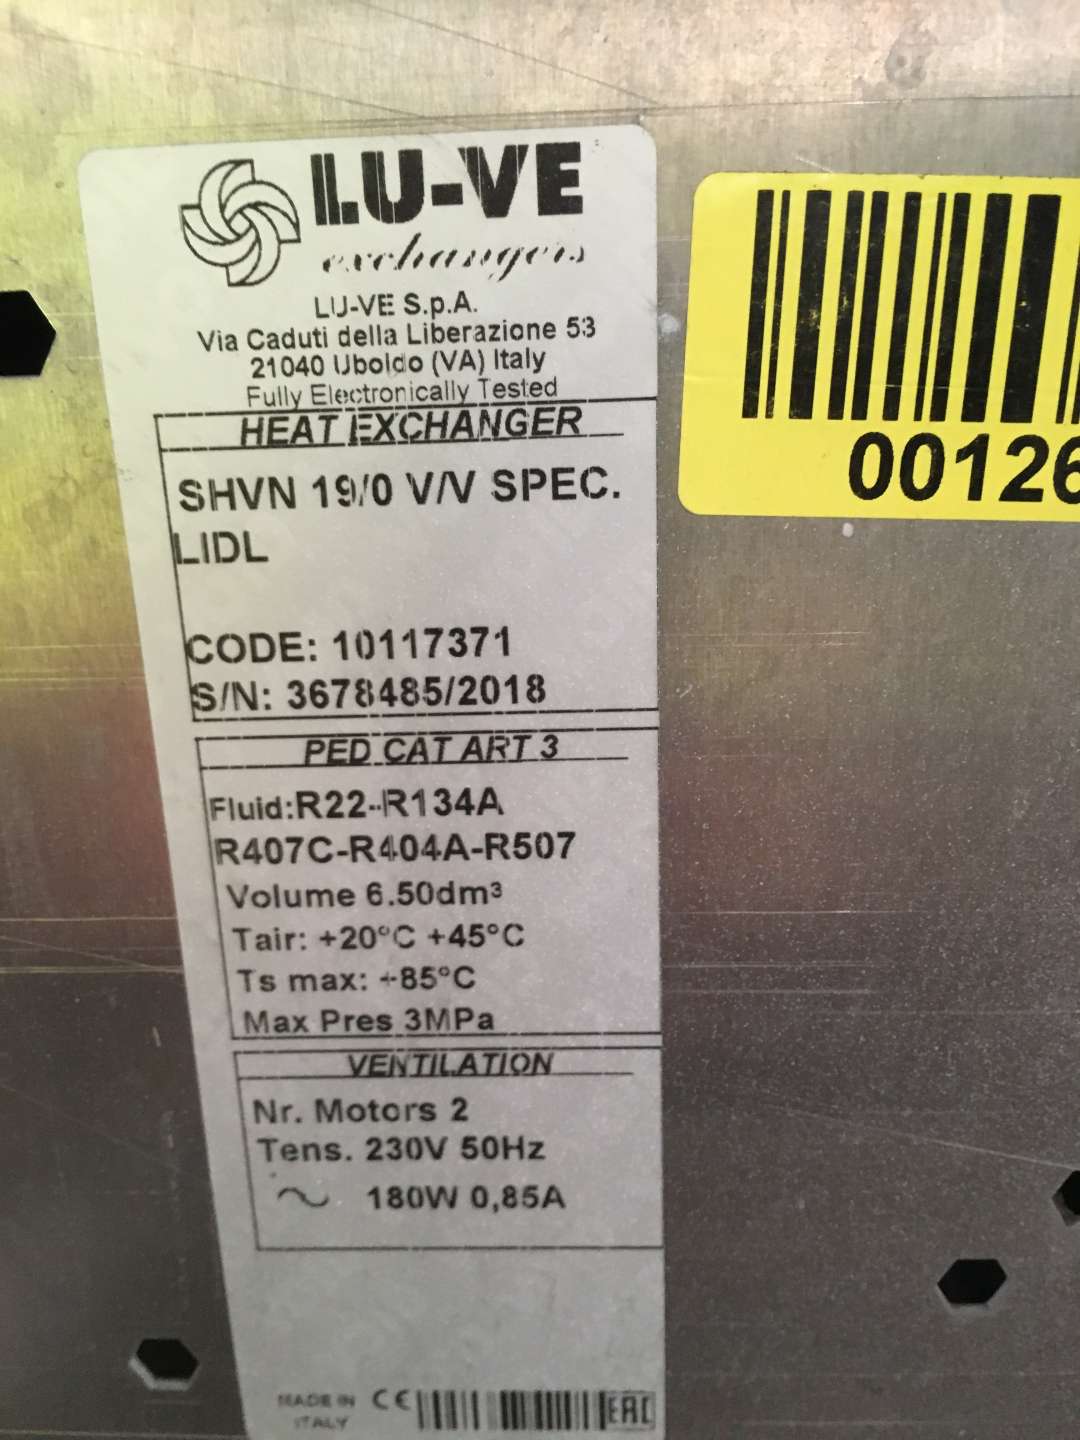 LU-VE
exchangers
LU-VE S.p.A.
Via Caduti della Liberazione 53
21040 Uboldo (VA) Italy
Fully Electronically Tested
HEAT EXCHANGER
SHVN 19/0 V/V SPEC.
LIDL
CODE: 10117371
S/N: 3678485/2018
PED CAT ART 3
Fluid:R22-R134A
R407C-R404A-R507
Volume 6.50dm³
Tair: +20°C +45°C
Ts max: +85°C
Max Pres 3MPa
VENTILATION
Nr. Motors 2
Tens. 230V 50Hz
~ 180W 0,85A
MADE IN
ITALY
CE
EAC
00126